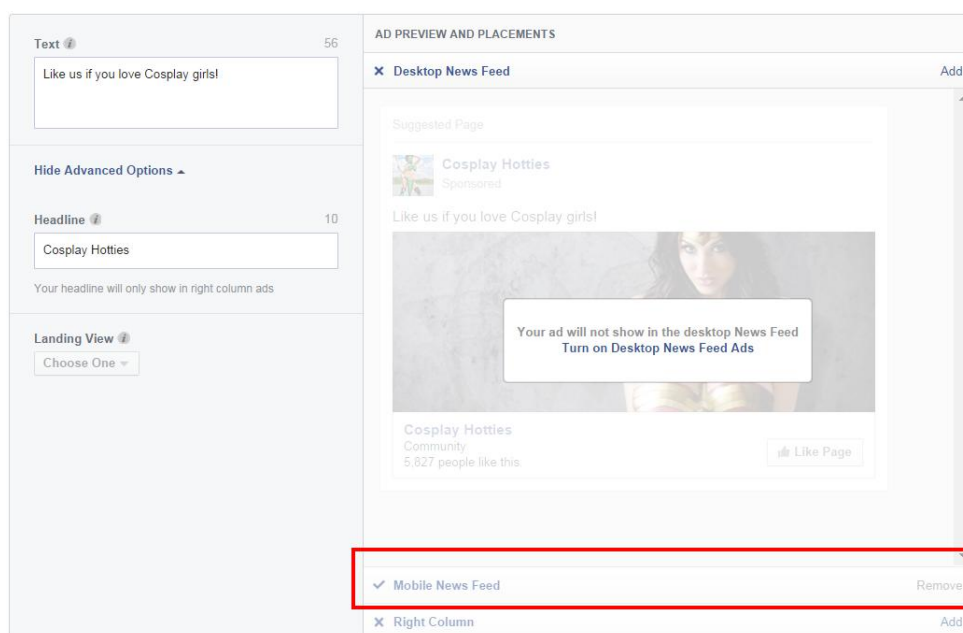 Text
56
Like us if you love Cosplay girls!
Hide Advanced Options
Headline
10
Cosplay Hotties
Your headline will only show in right column ads
Landing View
Choose One
AD PREVIEW AND PLACEMENTS
Desktop News Feed
Add
Suggested Page
Cosplay Hotties
Sponsored
Like us if you love Cosplay girls!
Your ad will not show in the desktop News Feed
Turn on Desktop News Feed Ads
Cosplay Hotties
Community
5,827 people like this.
Like Page
Mobile News Feed
Remove
Right Column
Add